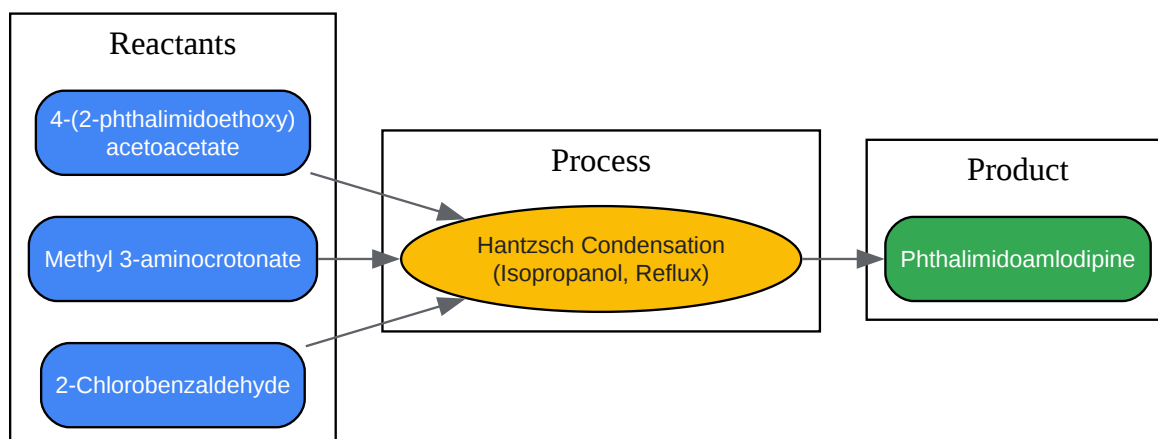 Reactants
4-(2-phthalimidoethoxy)
acetoacetate
Methyl 3-aminocrotonate
2-Chlorobenzaldehyde
Process
Hantzsch Condensation
(Isopropanol, Reflux)
Product
Phthalimidoamlodipine